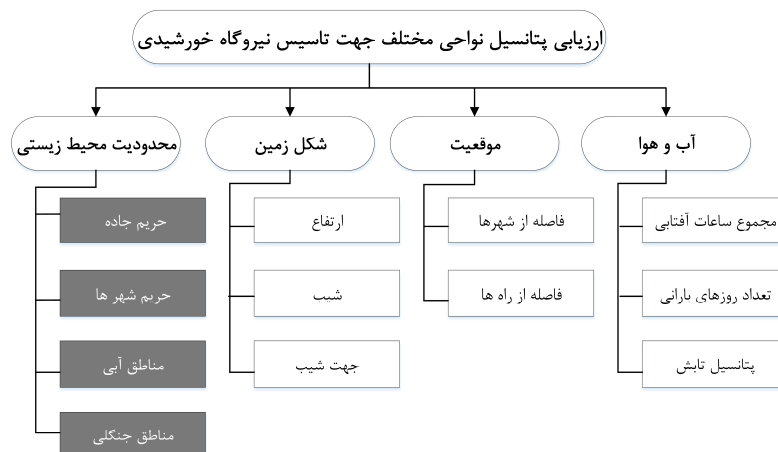 ارزیابی پتانسیل نواحی مختلف جهت تاسیس نیروگاه خورشیدی
آب و هوا
موقعیت
شکل زمین
محدودیت محیط زیستی
مجموع ساعات آفتابی
فاصله از شهرها
ارتفاع
حریم جاده
تعداد روزهای بارانی
فاصله از راه ها
شیب
حریم شهر ها
پتانسیل تابش
جهت شیب
مناطق آبی
مناطق جنگلی